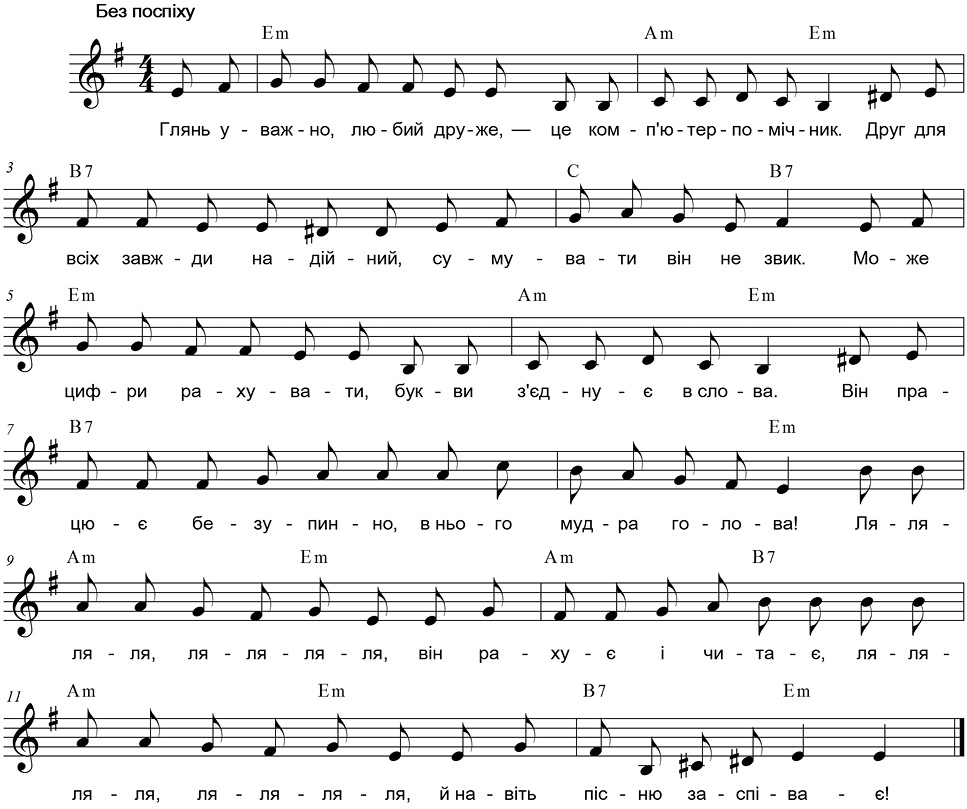 Без поспіху
Em Am Em
4
4
Глянь у - важ - но, лю - бий дру - же, — це ком - п'ю - тер - по - міч - ник. Друг для
3 B7 C B7
всіх завж - ди на - дій - ний, су - му - ва - ти він не звик. Мо - же
5 Em Am Em
циф - ри ра - ху - ва - ти, бук - ви з'єд - ну - є в сло - ва. Він пра -
7 B7 Em
цю - є бе - зу - пин - но, в ньо - го муд - ра го - ло - ва! Ля - ля -
9 Am Em Am B7
ля - ля, ля - ля - ля - ля, він ра - ху - є і чи - та - є, ля - ля -
11 Am Em B7 Em
ля - ля, ля - ля - ля - ля, й на - віть піс - ню за - спі - ва - є!